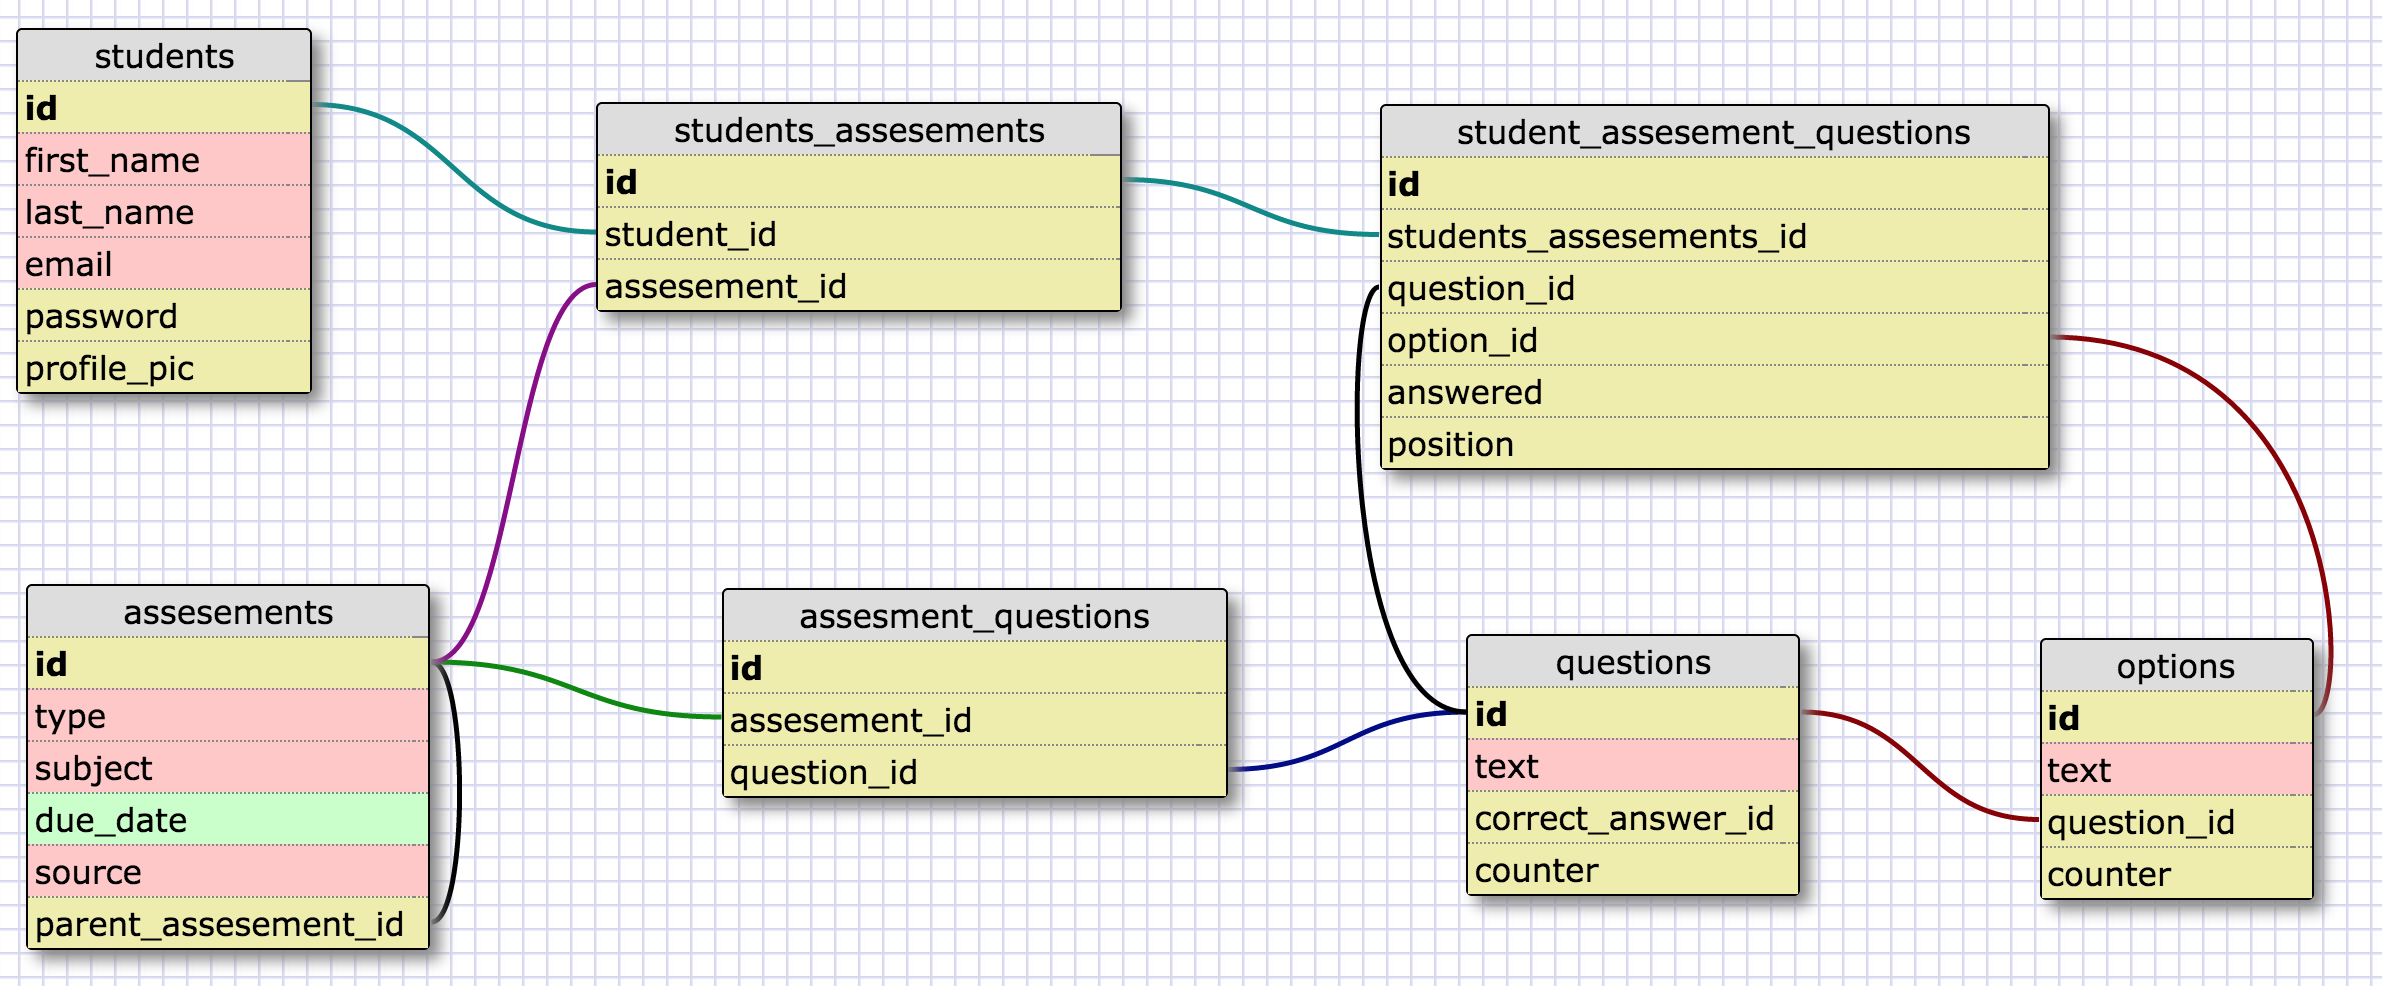 students
id
first_name
last_name
email
password
profile_pic
students_assesements
id
student_id
assesement_id
student_assesement_questions
id
students_assesements_id
question_id
option_id
answered
position
assesements
id
type
subject
due_date
source
parent_assesement_id
assesment_questions
id
assesement_id
question_id
questions
id
text
correct_answer_id
counter
options
id
text
question_id
counter